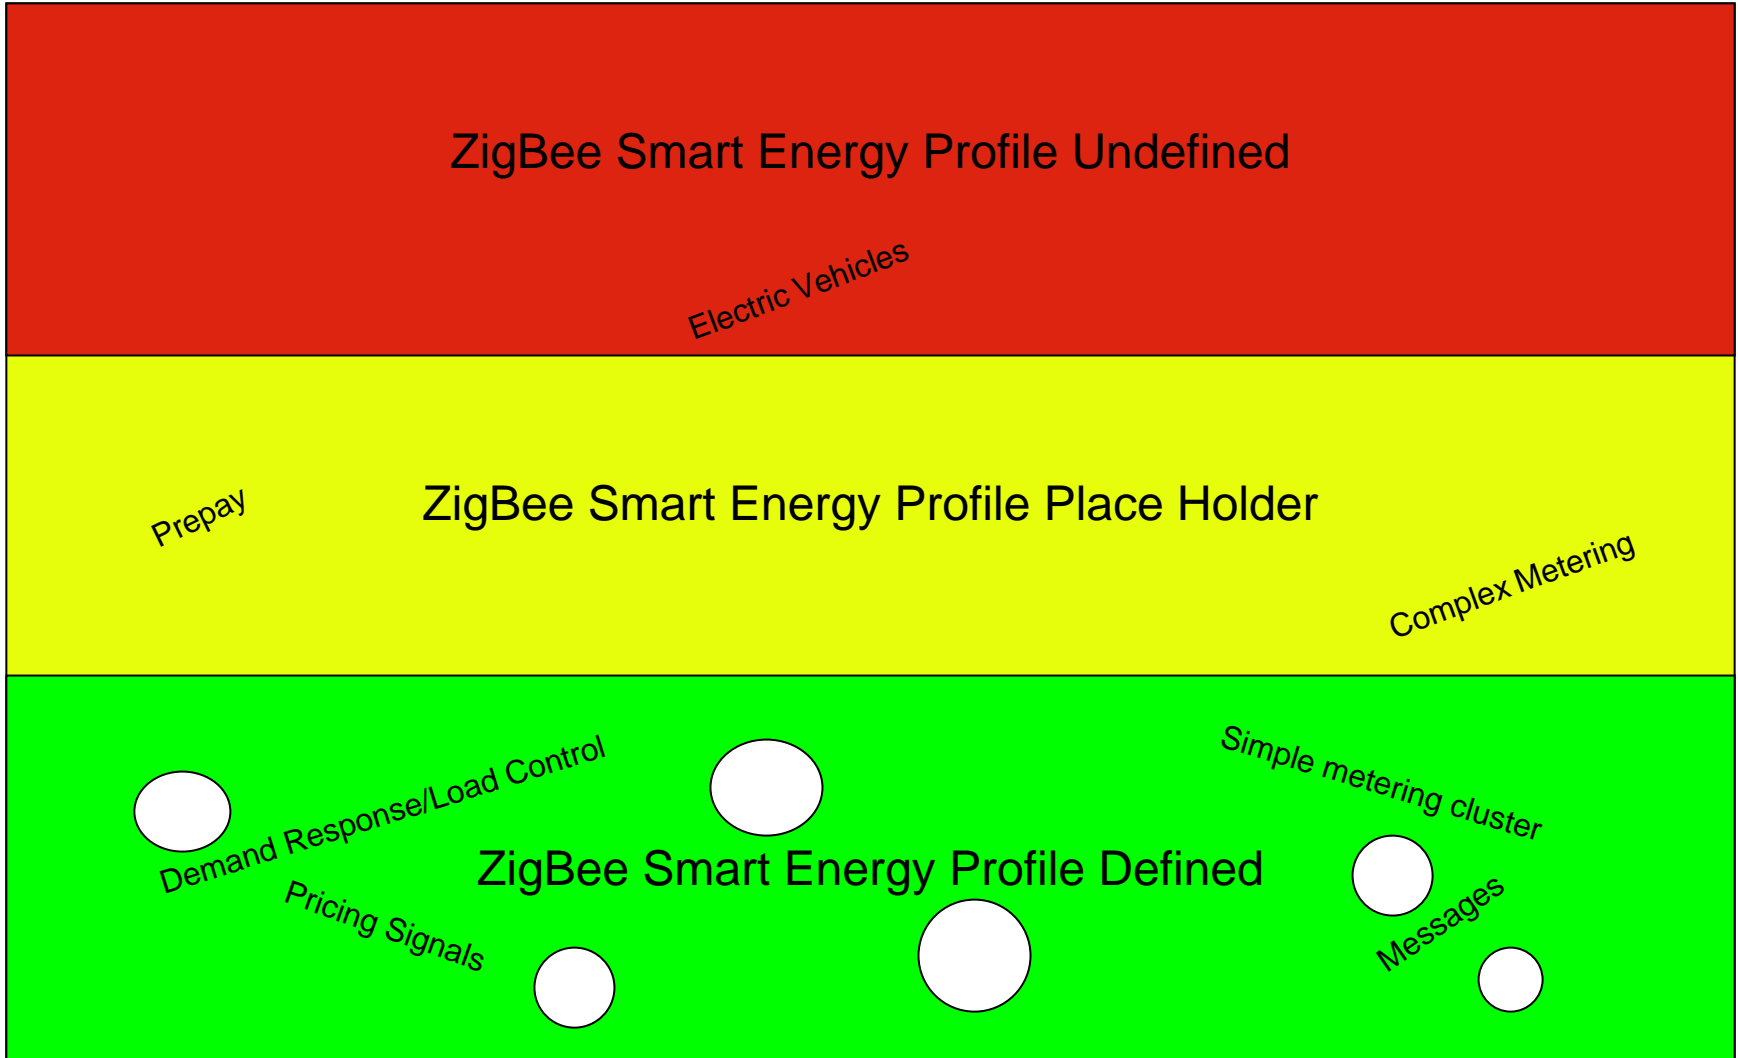 ZigBee Smart Energy Profile Undefined
Electric Vehicles
Prepay
ZigBee Smart Energy Profile Place Holder
Complex Metering
Simple metering cluster
Demand Response/Load Control
ZigBee Smart Energy Profile Defined
Pricing Signals
Messages